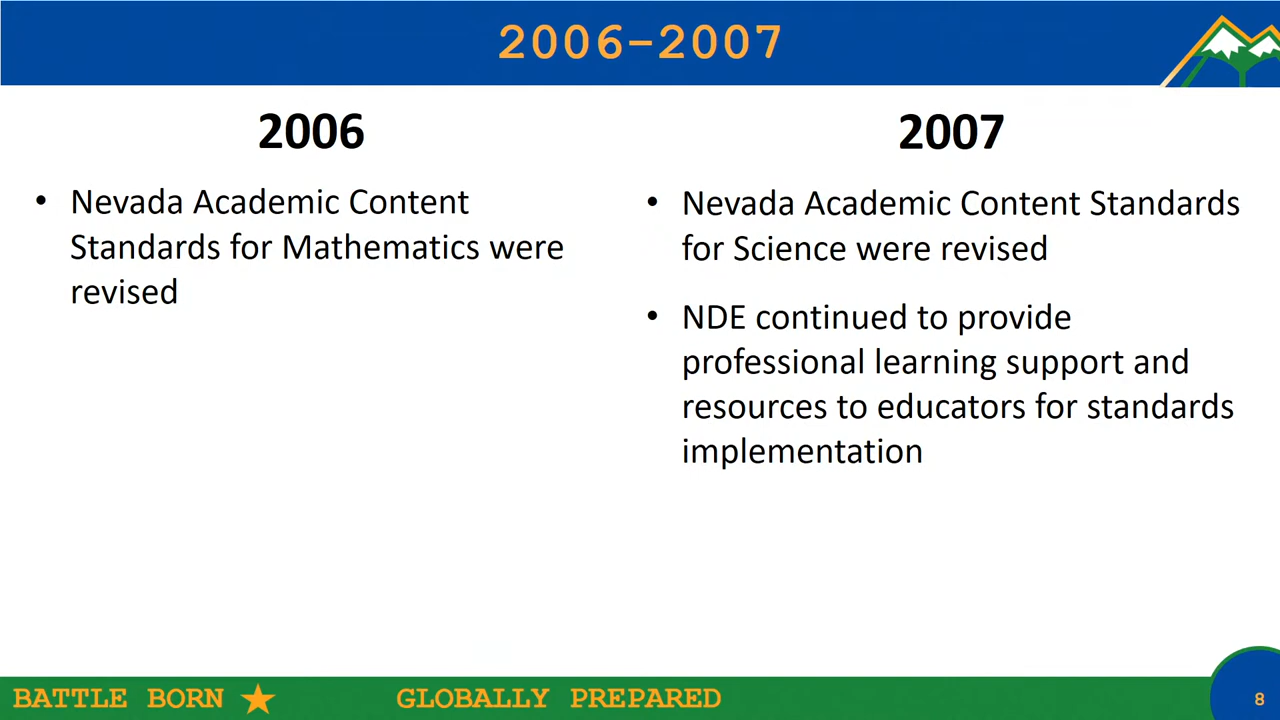 2006-2007
2006
• Nevada Academic Content
Standards for Mathematics were
revised
2007
• Nevada Academic Content Standards
for Science were revised
• NDE continued to provide
professional learning support and
resources to educators for standards
implementation
BATTLE BORN ★ GLOBALLY PREPARED
8